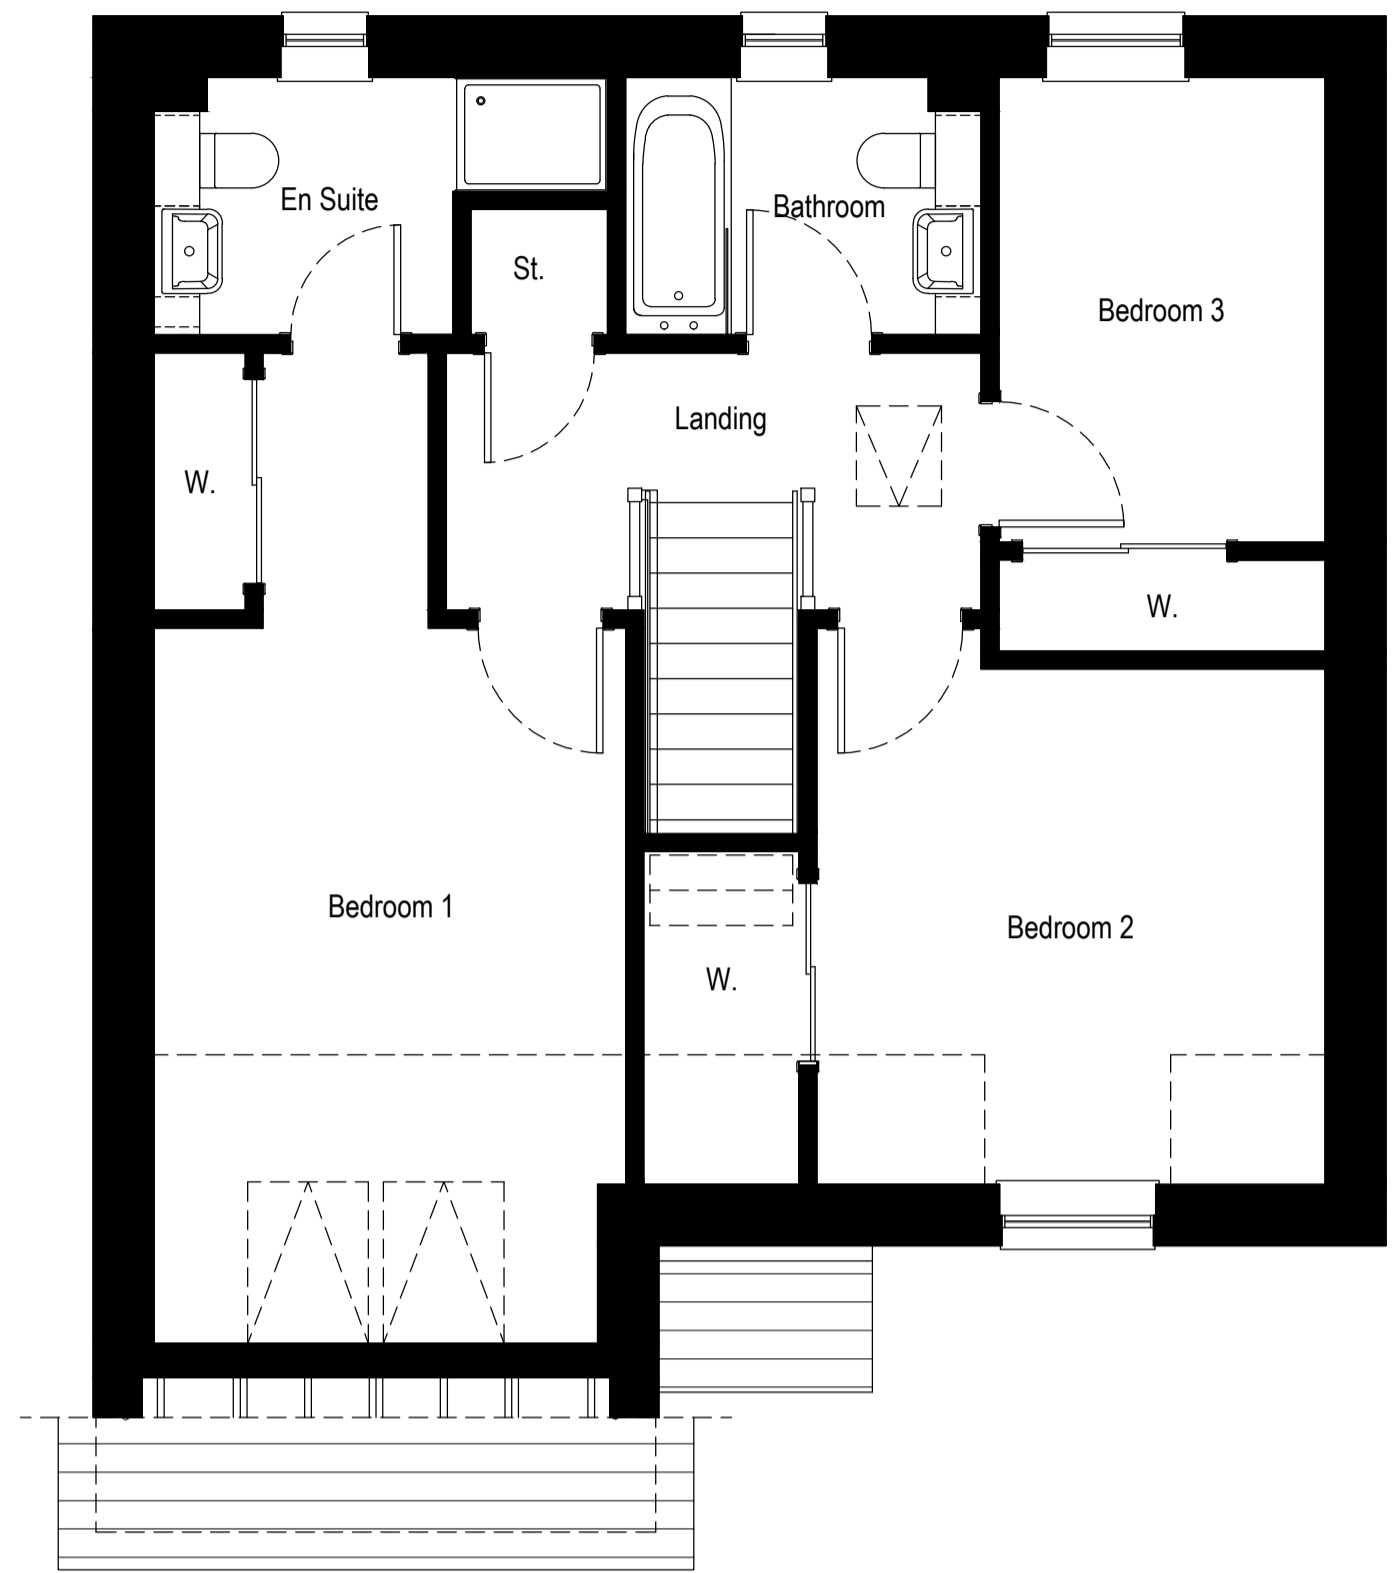 En Suite
Bathroom
St.
Bedroom 3
Landing
W.
W.
Bedroom 1
Bedroom 2
W.